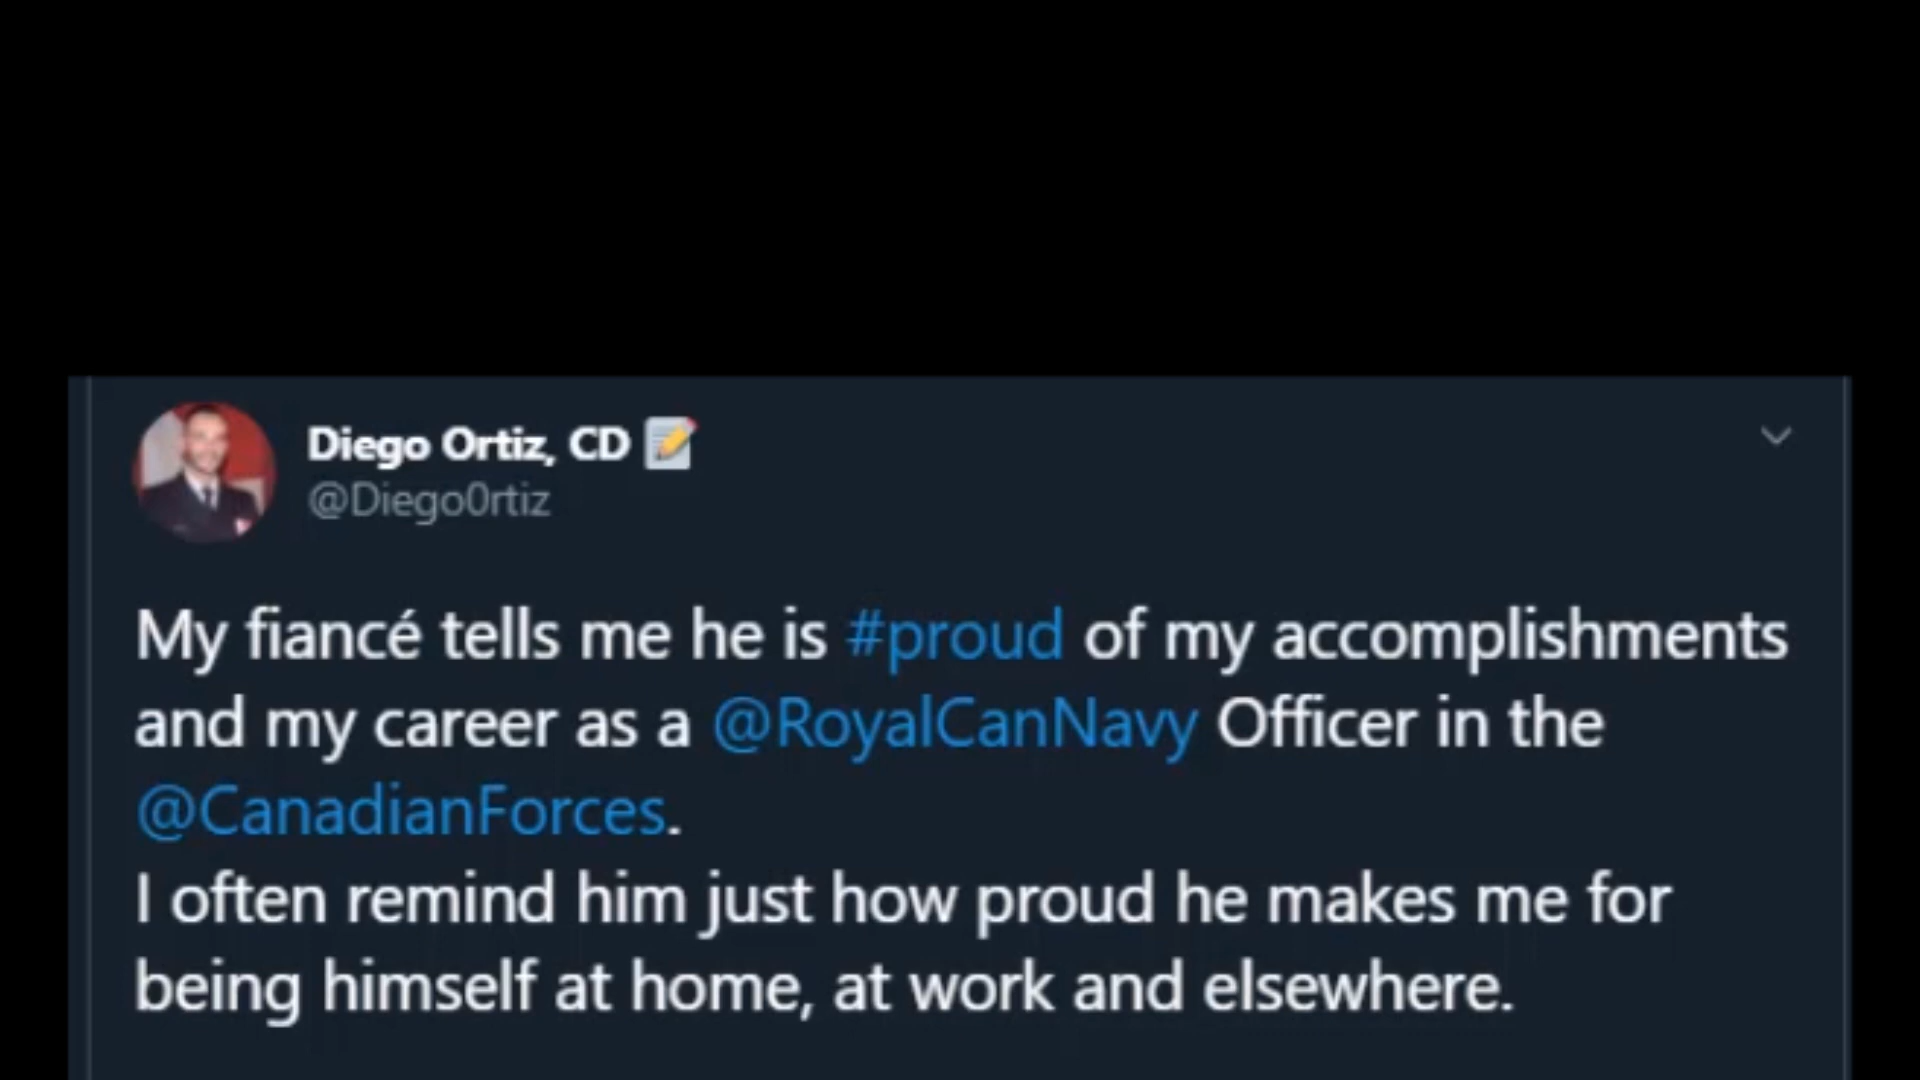 Diego Ortiz, CD 📝
@Diego0rtiz
My fiancé tells me he is #proud of my accomplishments
and my career as a @RoyalCanNavy Officer in the
@CanadianForces.
I often remind him just how proud he makes me for
being himself at home, at work and elsewhere.